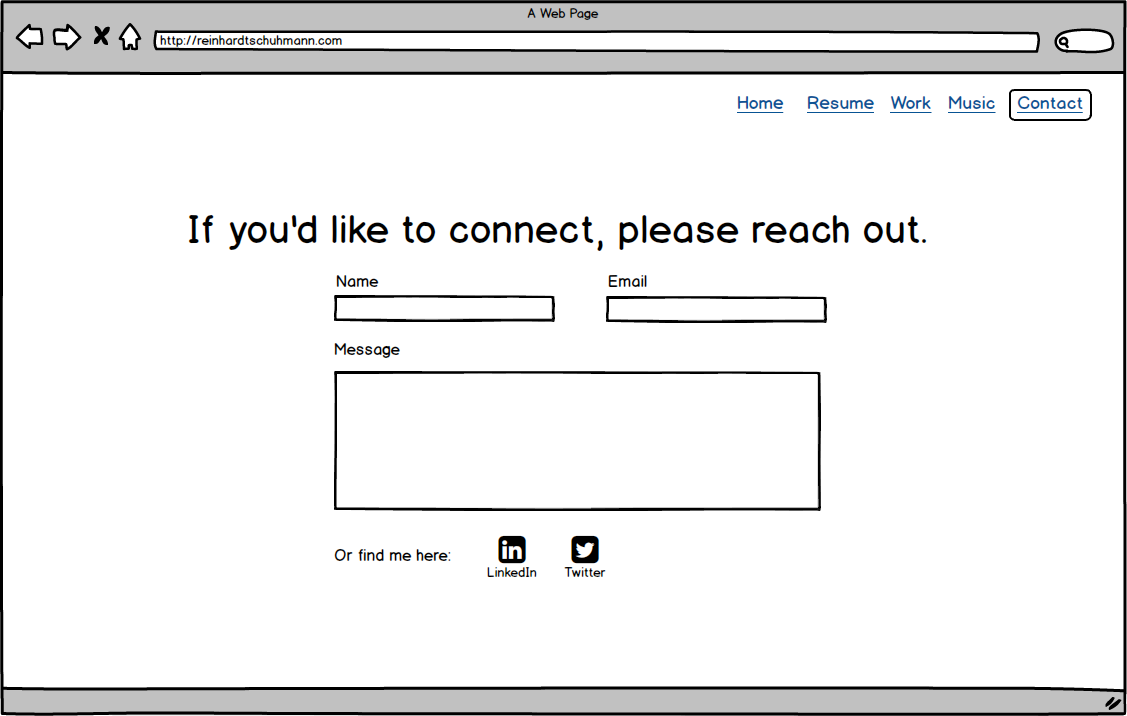 A Web Page
http://reinhardtschuhmann.com
Home Resume Work Music Contact
If you'd like to connect, please reach out.
Name Email
Message
Or find me here:
LinkedIn Twitter